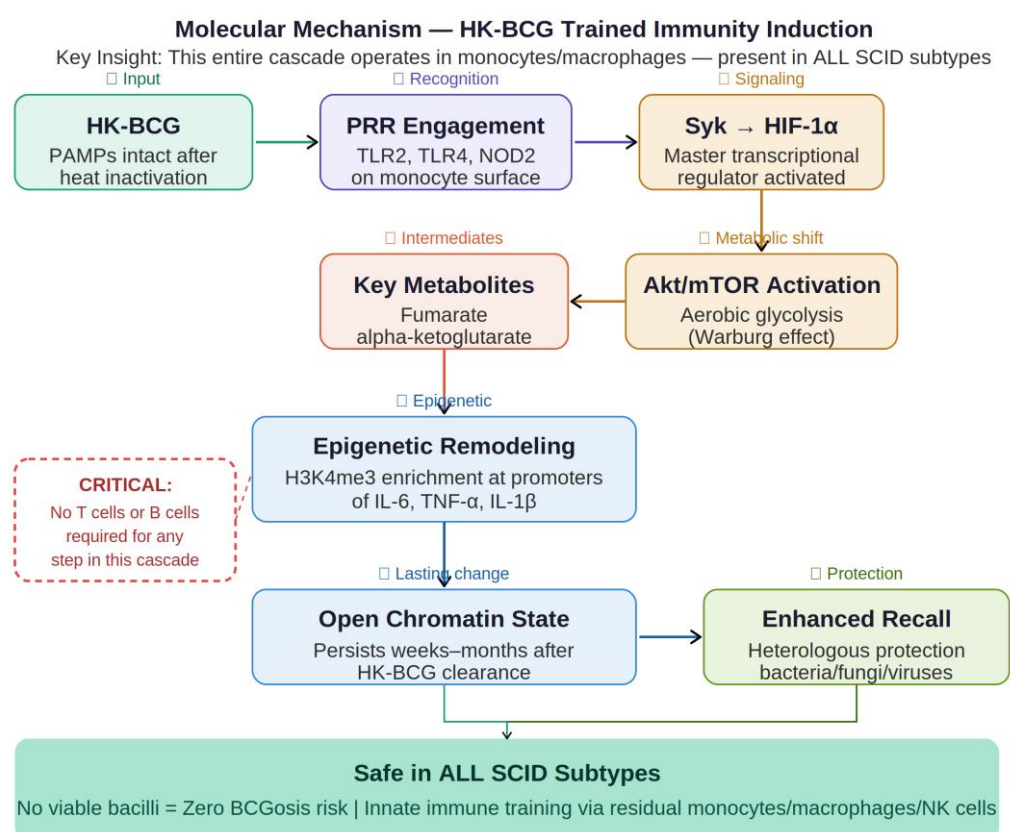 Molecular Mechanism — HK-BCG Trained Immunity Induction
Key Insight: This entire cascade operates in monocytes/macrophages — present in ALL SCID subtypes
Input
HK-BCG
PAMPs intact after
heat inactivation
Recognition
PRR Engagement
TLR2, TLR4, NOD2
on monocyte surface
Signaling
Syk → HIF-1α
Master transcriptional
regulator activated
Metabolic shift
Akt/mTOR Activation
Aerobic glycolysis
(Warburg effect)
Intermediates
Key Metabolites
Fumarate
alpha-ketoglutarate
Epigenetic
Epigenetic Remodeling
H3K4me3 enrichment at promoters
of IL-6, TNF-α, IL-1β
CRITICAL:
No T cells or B cells
required for any
step in this cascade
Lasting change
Open Chromatin State
Persists weeks–months after
HK-BCG clearance
Protection
Enhanced Recall
Heterologous protection
bacteria/fungi/viruses
Safe in ALL SCID Subtypes
No viable bacilli = Zero BCGosis risk | Innate immune training via residual monocytes/macrophages/NK cells